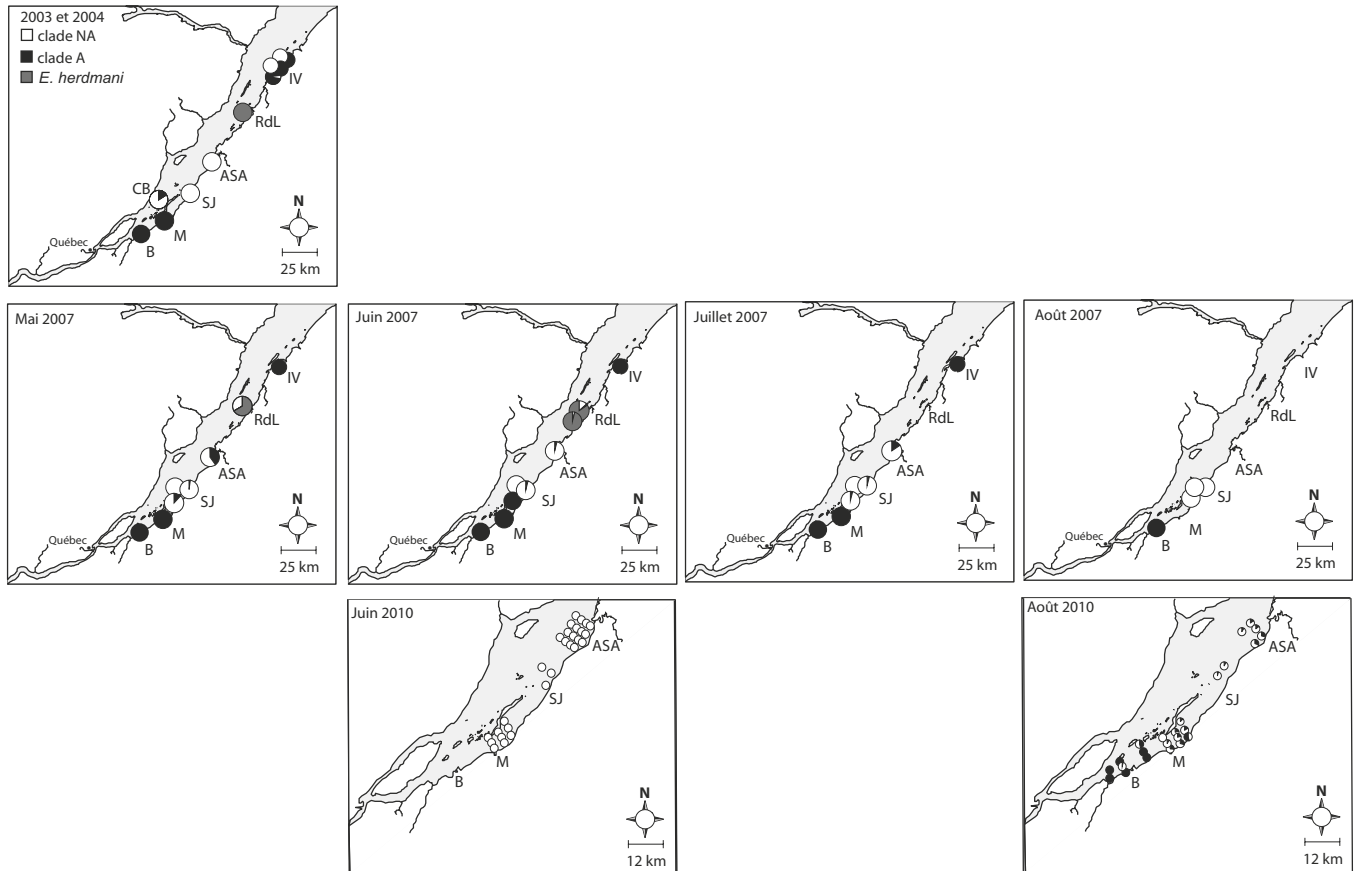 2003 et 2004
clade NA
clade A
E. herdmani
IV
RdL
ASA
CB
SJ
N
M
Québec
B
25 km
Mai 2007
IV
RdL
ASA
SJ
N
M
Québec
B
25 km
Juin 2007
IV
RdL
ASA
SJ
N
M
Québec
B
25 km
Juillet 2007
IV
RdL
ASA
SJ
N
M
Québec
B
25 km
Août 2007
IV
RdL
ASA
SJ
N
M
Québec
B
25 km
Juin 2010
ASA
SJ
M
B
N
12 km
Août 2010
ASA
SJ
M
B
N
12 km